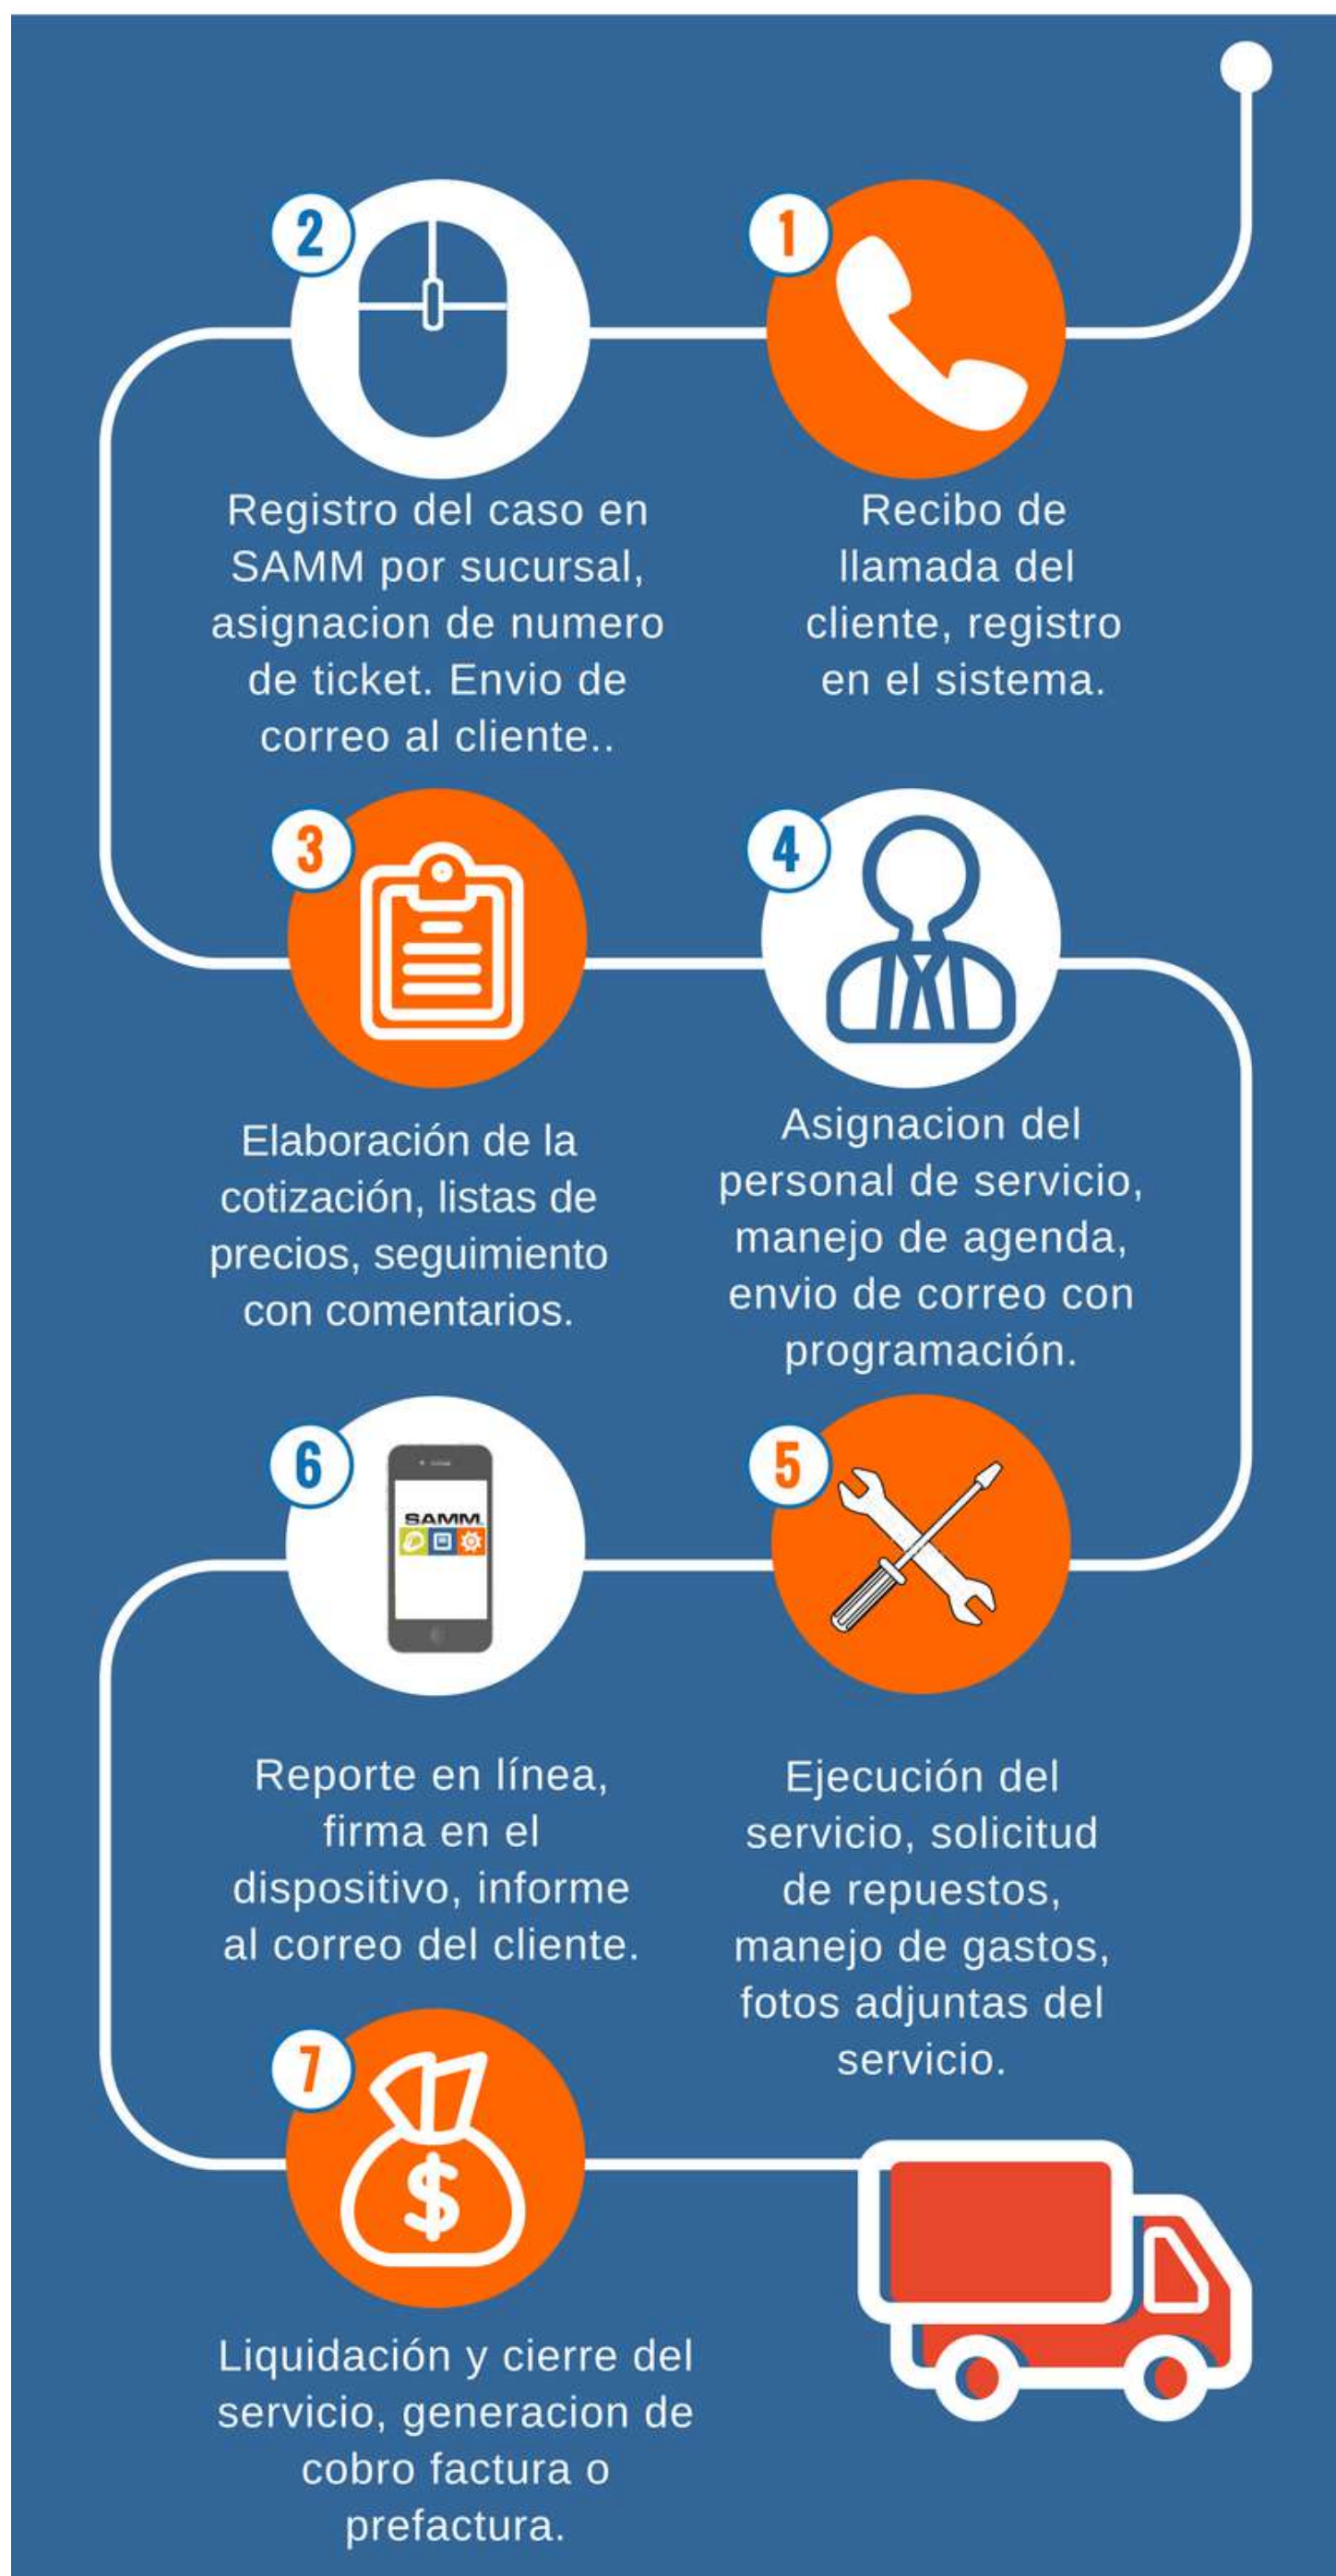 1
Recibo de
llamada del
cliente, registro
en el sistema.
2
Registro del caso en
SAMM por sucursal,
asignacion de numero
de ticket. Envio de
correo al cliente..
3
Elaboración de la
cotización, listas de
precios, seguimiento
con comentarios.
4
Asignacion del
personal de servicio,
manejo de agenda,
envio de correo con
programación.
5
Ejecución del
servicio, solicitud
de repuestos,
manejo de gastos,
fotos adjuntas del
servicio.
6
SAMM
Reporte en línea,
firma en el
dispositivo, informe
al correo del cliente.
7
$
Liquidación y cierre del
servicio, generacion de
cobro factura o
prefactura.